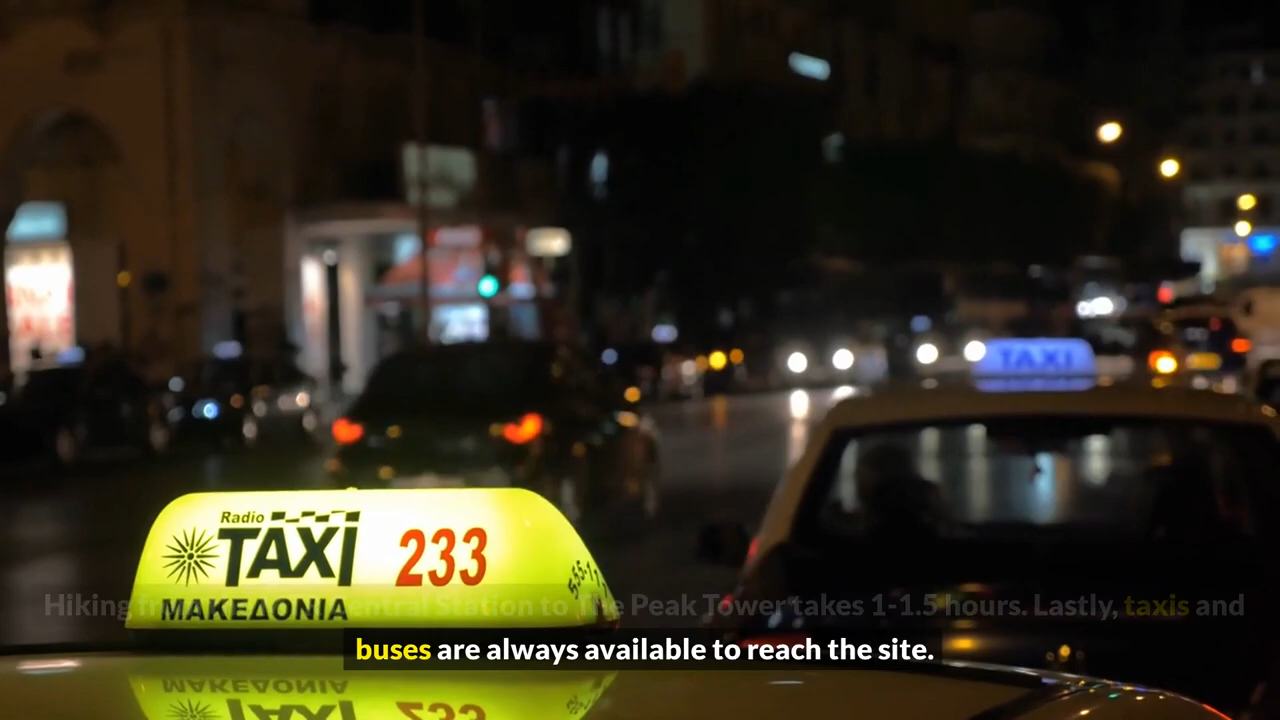 TAXI
Radio
TAXI
233
ΜΑΚΕΔΟΝΙΑ
Hiking Central Station to The Peak Tower takes 1-1.5 hours. Lastly, taxis and
buses are always available to reach the site.